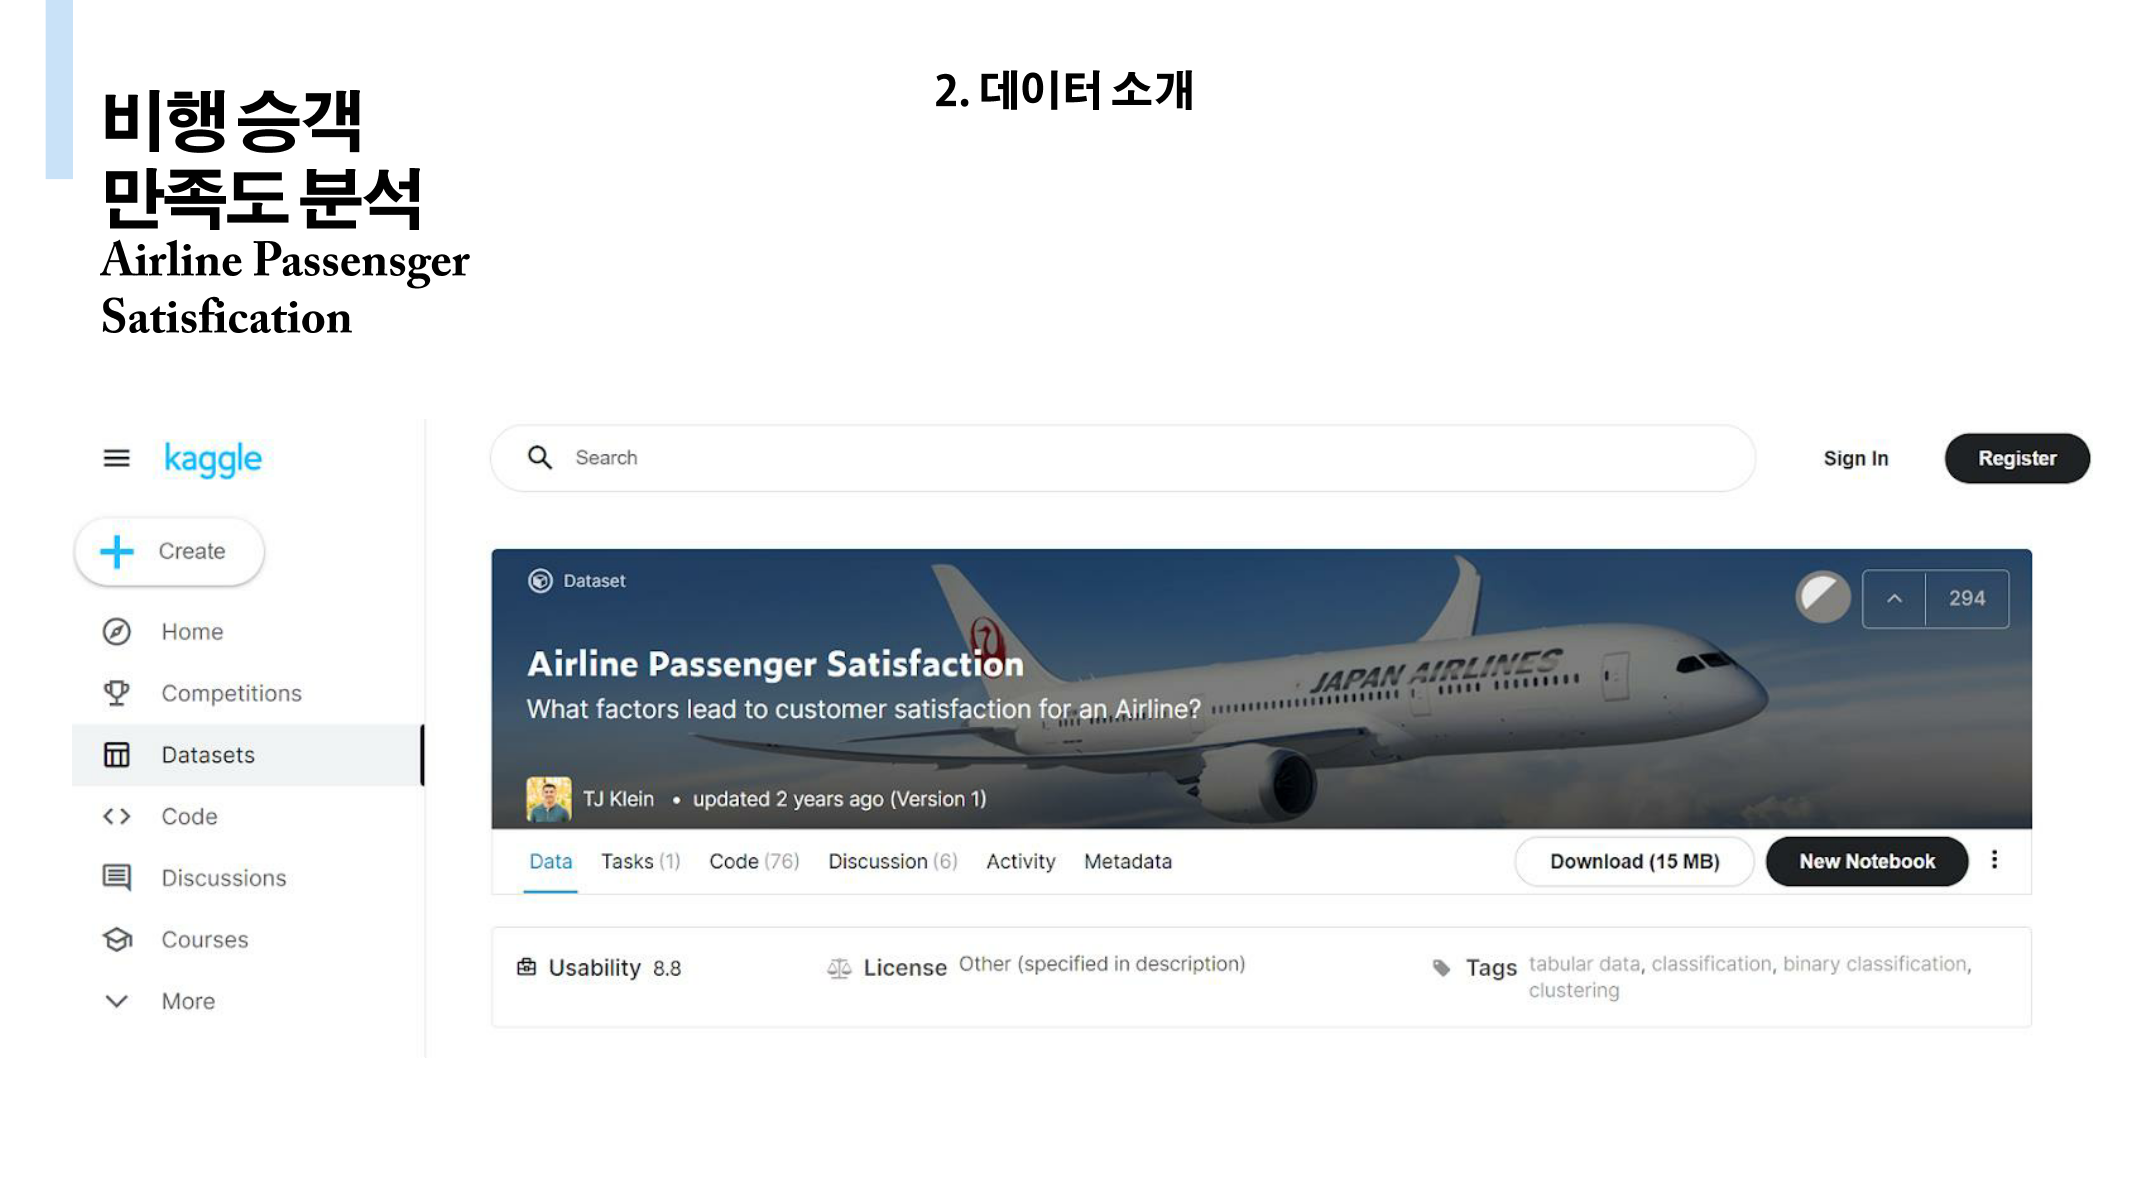 2. 데이터 소개
비행 승객
만족도 분석
Airline Passensger
Satisfication
kaggle
Search
Sign In
Register
Create
Home
Competitions
Datasets
Code
Discussions
Courses
More
Dataset
294
Airline Passenger Satisfaction
JAPAN AIRLINES
What factors lead to customer satisfaction for an Airline?
TJ Klein • updated 2 years ago (Version 1)
Data Tasks (1) Code (76) Discussion (6) Activity Metadata Download (15 MB) New Notebook
Usability 8.8 License Other (specified in description) Tags tabular data, classification, binary classification,
clustering